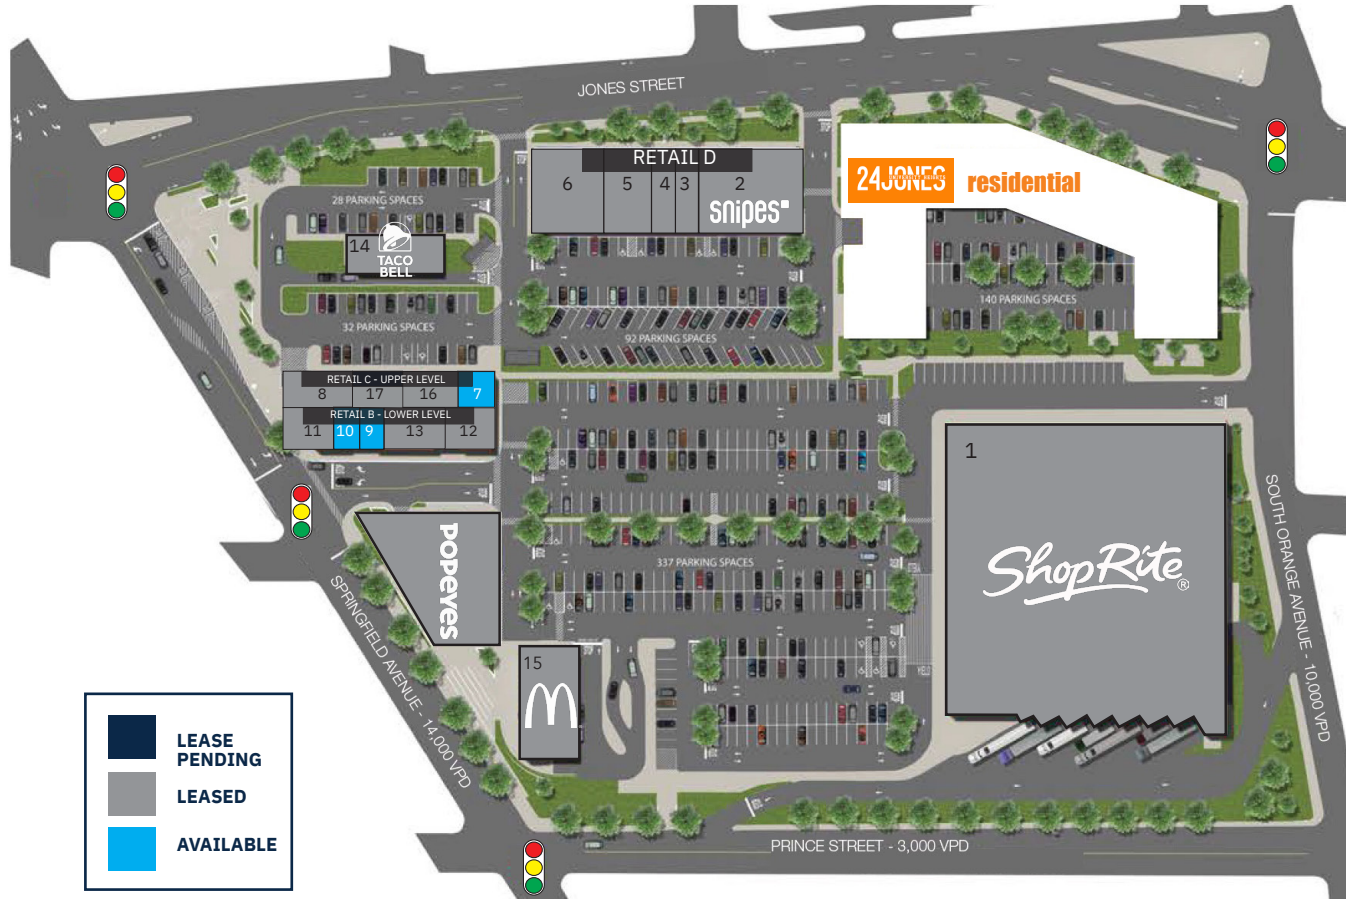 JONES STREET
RETAIL D
6 5 4 3 2
snipes
24JONES residential
UNIVERSITY HEIGHTS
28 PARKING SPACES
14
TACO
BELL
140 PARKING SPACES
32 PARKING SPACES
92 PARKING SPACES
RETAIL C - UPPER LEVEL
8 17 16 7
RETAIL B - LOWER LEVEL
11 10 9 13 12
1
ShopRite®
POPEYES
337 PARKING SPACES
15
SOUTH ORANGE AVENUE - 10,000 VPD
SPRINGFIELD AVENUE - 14,000 VPD
PRINCE STREET - 3,000 VPD
LEASE
PENDING
LEASED
AVAILABLE